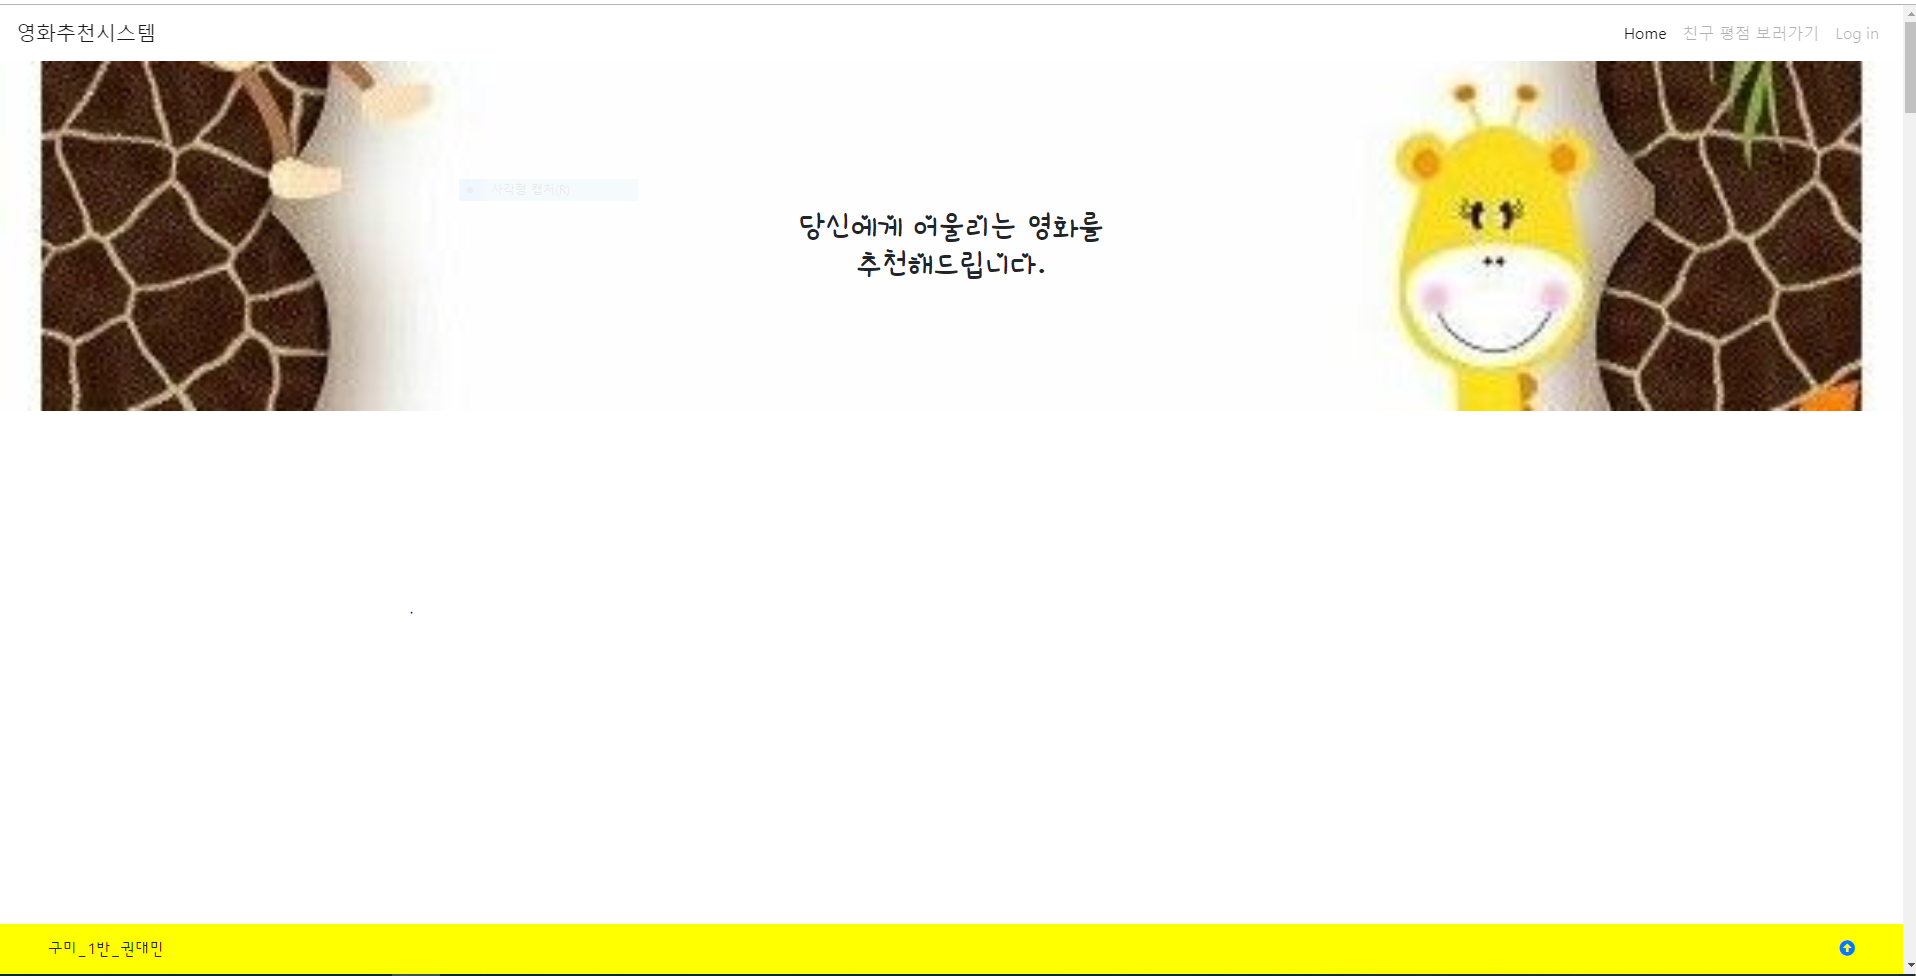 영화추천시스템
Home 친구 평점 보러가기 Log in
사각형 캡처(R)
당신에게 어울리는 영화를
추천해드립니다.
구미_1반_권대민